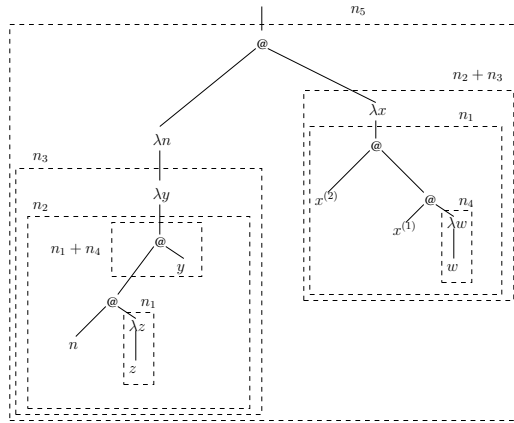 n₅
@
n₂ + n₃
λx
n₁
λn
@
n₃
λy
x⁽²⁾
@
n₄
n₂
x⁽¹⁾
λw
n₁ + n₄
@
y
w
@
n₁
λz
n
z